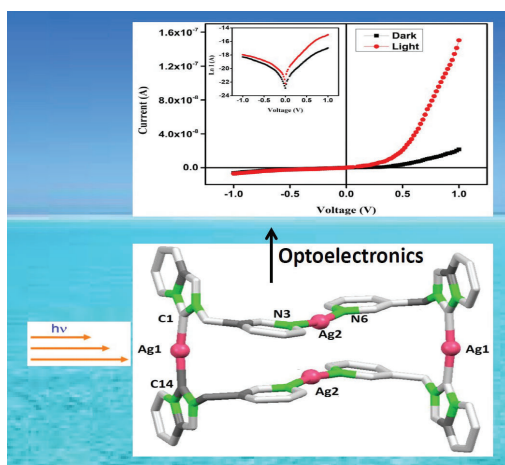 1.6x10⁻⁷
1.2x10⁻⁷
8.0x10⁻⁸
4.0x10⁻⁸
0.0
Current (A)
-1.0 -0.5 0.0 0.5 1.0
Voltage (V)
Dark
Light
-14
-16
-18
-20
-22
-24
Ln I (A)
-1.0 -0.5 0.0 0.5 1.0
Voltage (V)
Optoelectronics
hν
C1
N3
N6
Ag1
Ag2
Ag1
C14
Ag2